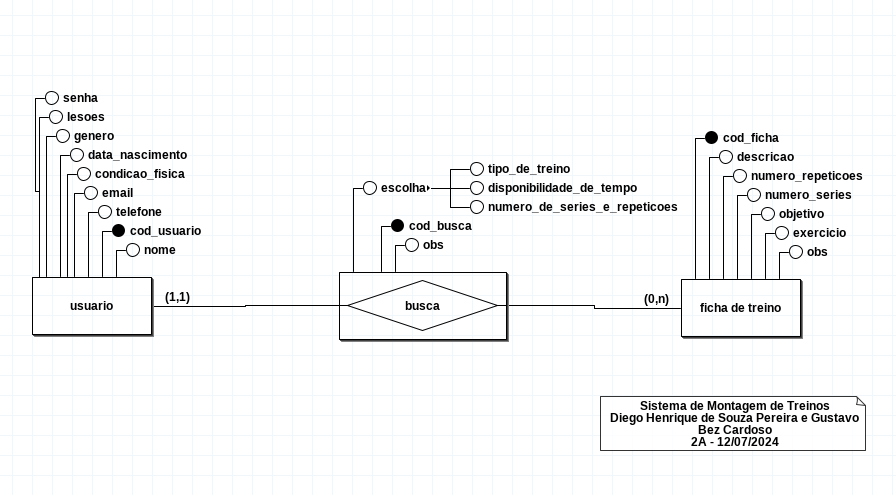 senha
lesoes
genero
data_nascimento
condicao_fisica
email
telefone
cod_usuario
nome
usuario
(1,1)
escolha
tipo_de_treino
disponibilidade_de_tempo
numero_de_series_e_repeticoes
cod_busca
obs
busca
(0,n)
cod_ficha
descricao
numero_repeticoes
numero_series
objetivo
exercicio
obs
ficha de treino
Sistema de Montagem de Treinos
Diego Henrique de Souza Pereira e Gustavo
Bez Cardoso
2A - 12/07/2024